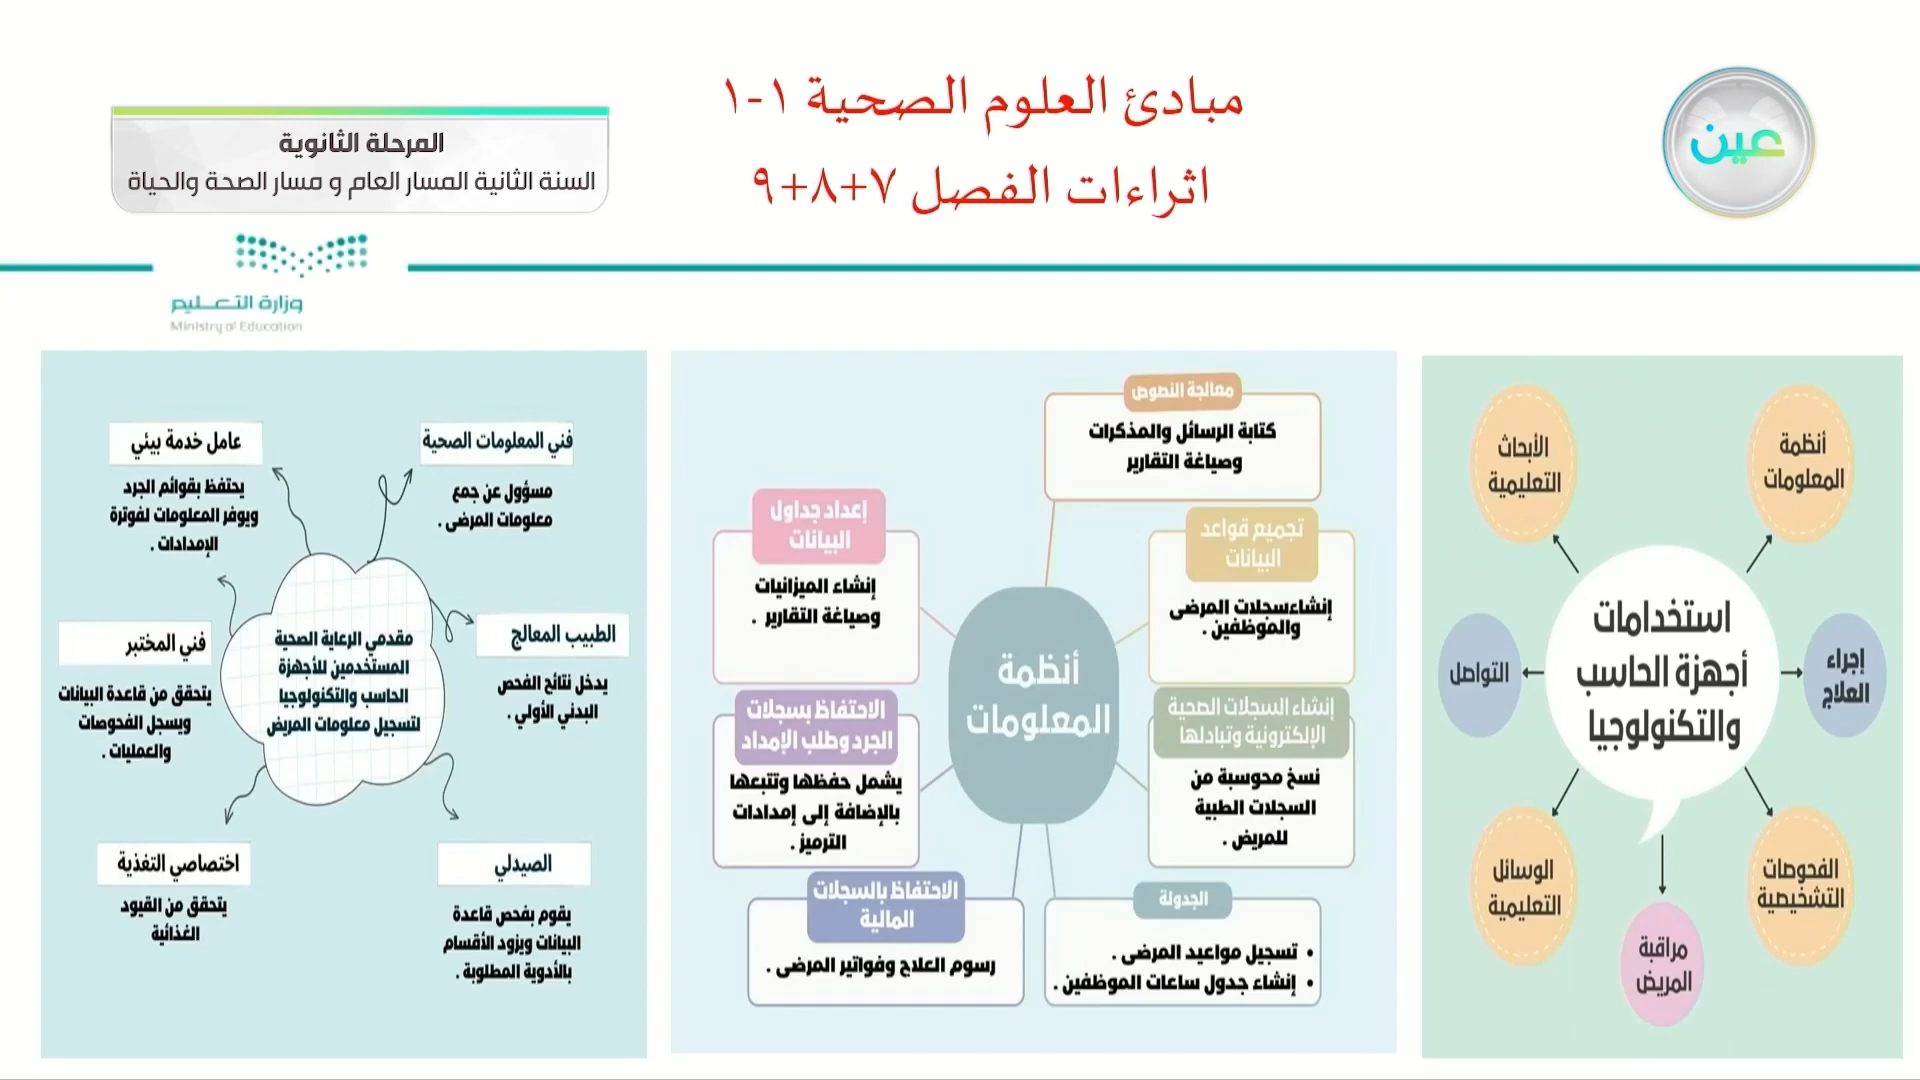 مبادئ العلوم الصحية ١-١
اثراءات الفصل ٧+٨+٩
عين
المرحلة الثانوية
السنة الثانية المسار العام و مسار الصحة والحياة
وزارة التعـــليم
Ministry of Education
استخدامات
أجهزة الحاسب
والتكنولوجيا
أنظمة
المعلومات
إجراء
العلاج
الفحوصات
التشخيصية
مراقبة
المريض
الوسائل
التعليمية
التواصل
الأبحاث
التعليمية
أنظمة
المعلومات
معالجة النصوص
كتابة الرسائل والمذكرات
وصياغة التقارير
تجميع قواعد
البيانات
إنشاءسجلات المرضى
والموظفين .
إنشاء السجلات الصحية
الإلكترونية وتبادلها
نسخ محوسبة من
السجلات الطبية
للمريض .
الجدولة
• تسجيل مواعيد المرضى .
• إنشاء جدول ساعات الموظفين .
إعداد جداول
البيانات
إنشاء الميزانيات
وصياغة التقارير .
الاحتفاظ بسجلات
الجرد وطلب الإمداد
يشمل حفظها وتتبعها
بالإضافة إلى إمدادات
الترميز .
الاحتفاظ بالسجلات
المالية
رسوم العلاج وفواتير المرضى .
مقدمي الرعاية الصحية
المستخدمين للأجهزة
الحاسب والتكنولوجيا
لتسجيل معلومات المريض
فني المعلومات الصحية
مسؤول عن جمع
معلومات المرضى .
الطبيب المعالج
يدخل نتائج الفحص
البدني الأولي .
الصيدلي
يقوم بفحص قاعدة
البيانات ويزود الأقسام
بالأدوية المطلوبة .
عامل خدمة بيئي
يحتفظ بقوائم الجرد
ويوفر المعلومات لفوترة
الإمدادات .
فني المختبر
يتحقق من قاعدة البيانات
ويسجل الفحوصات
والعمليات .
اختصاصي التغذية
يتحقق من القيود
الغذائية